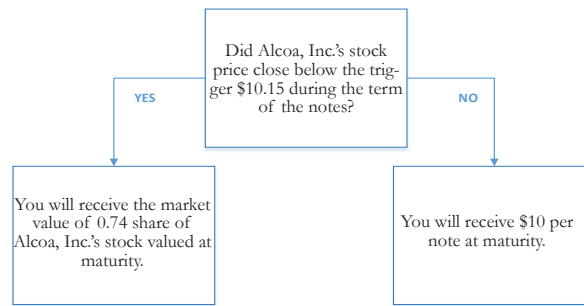 Did Alcoa, Inc.'s stock
price close below the trig-
ger $10.15 during the term
of the notes?
YES
NO
You will receive the market
value of 0.74 share of
Alcoa, Inc.'s stock valued at
maturity.
You will receive $10 per
note at maturity.